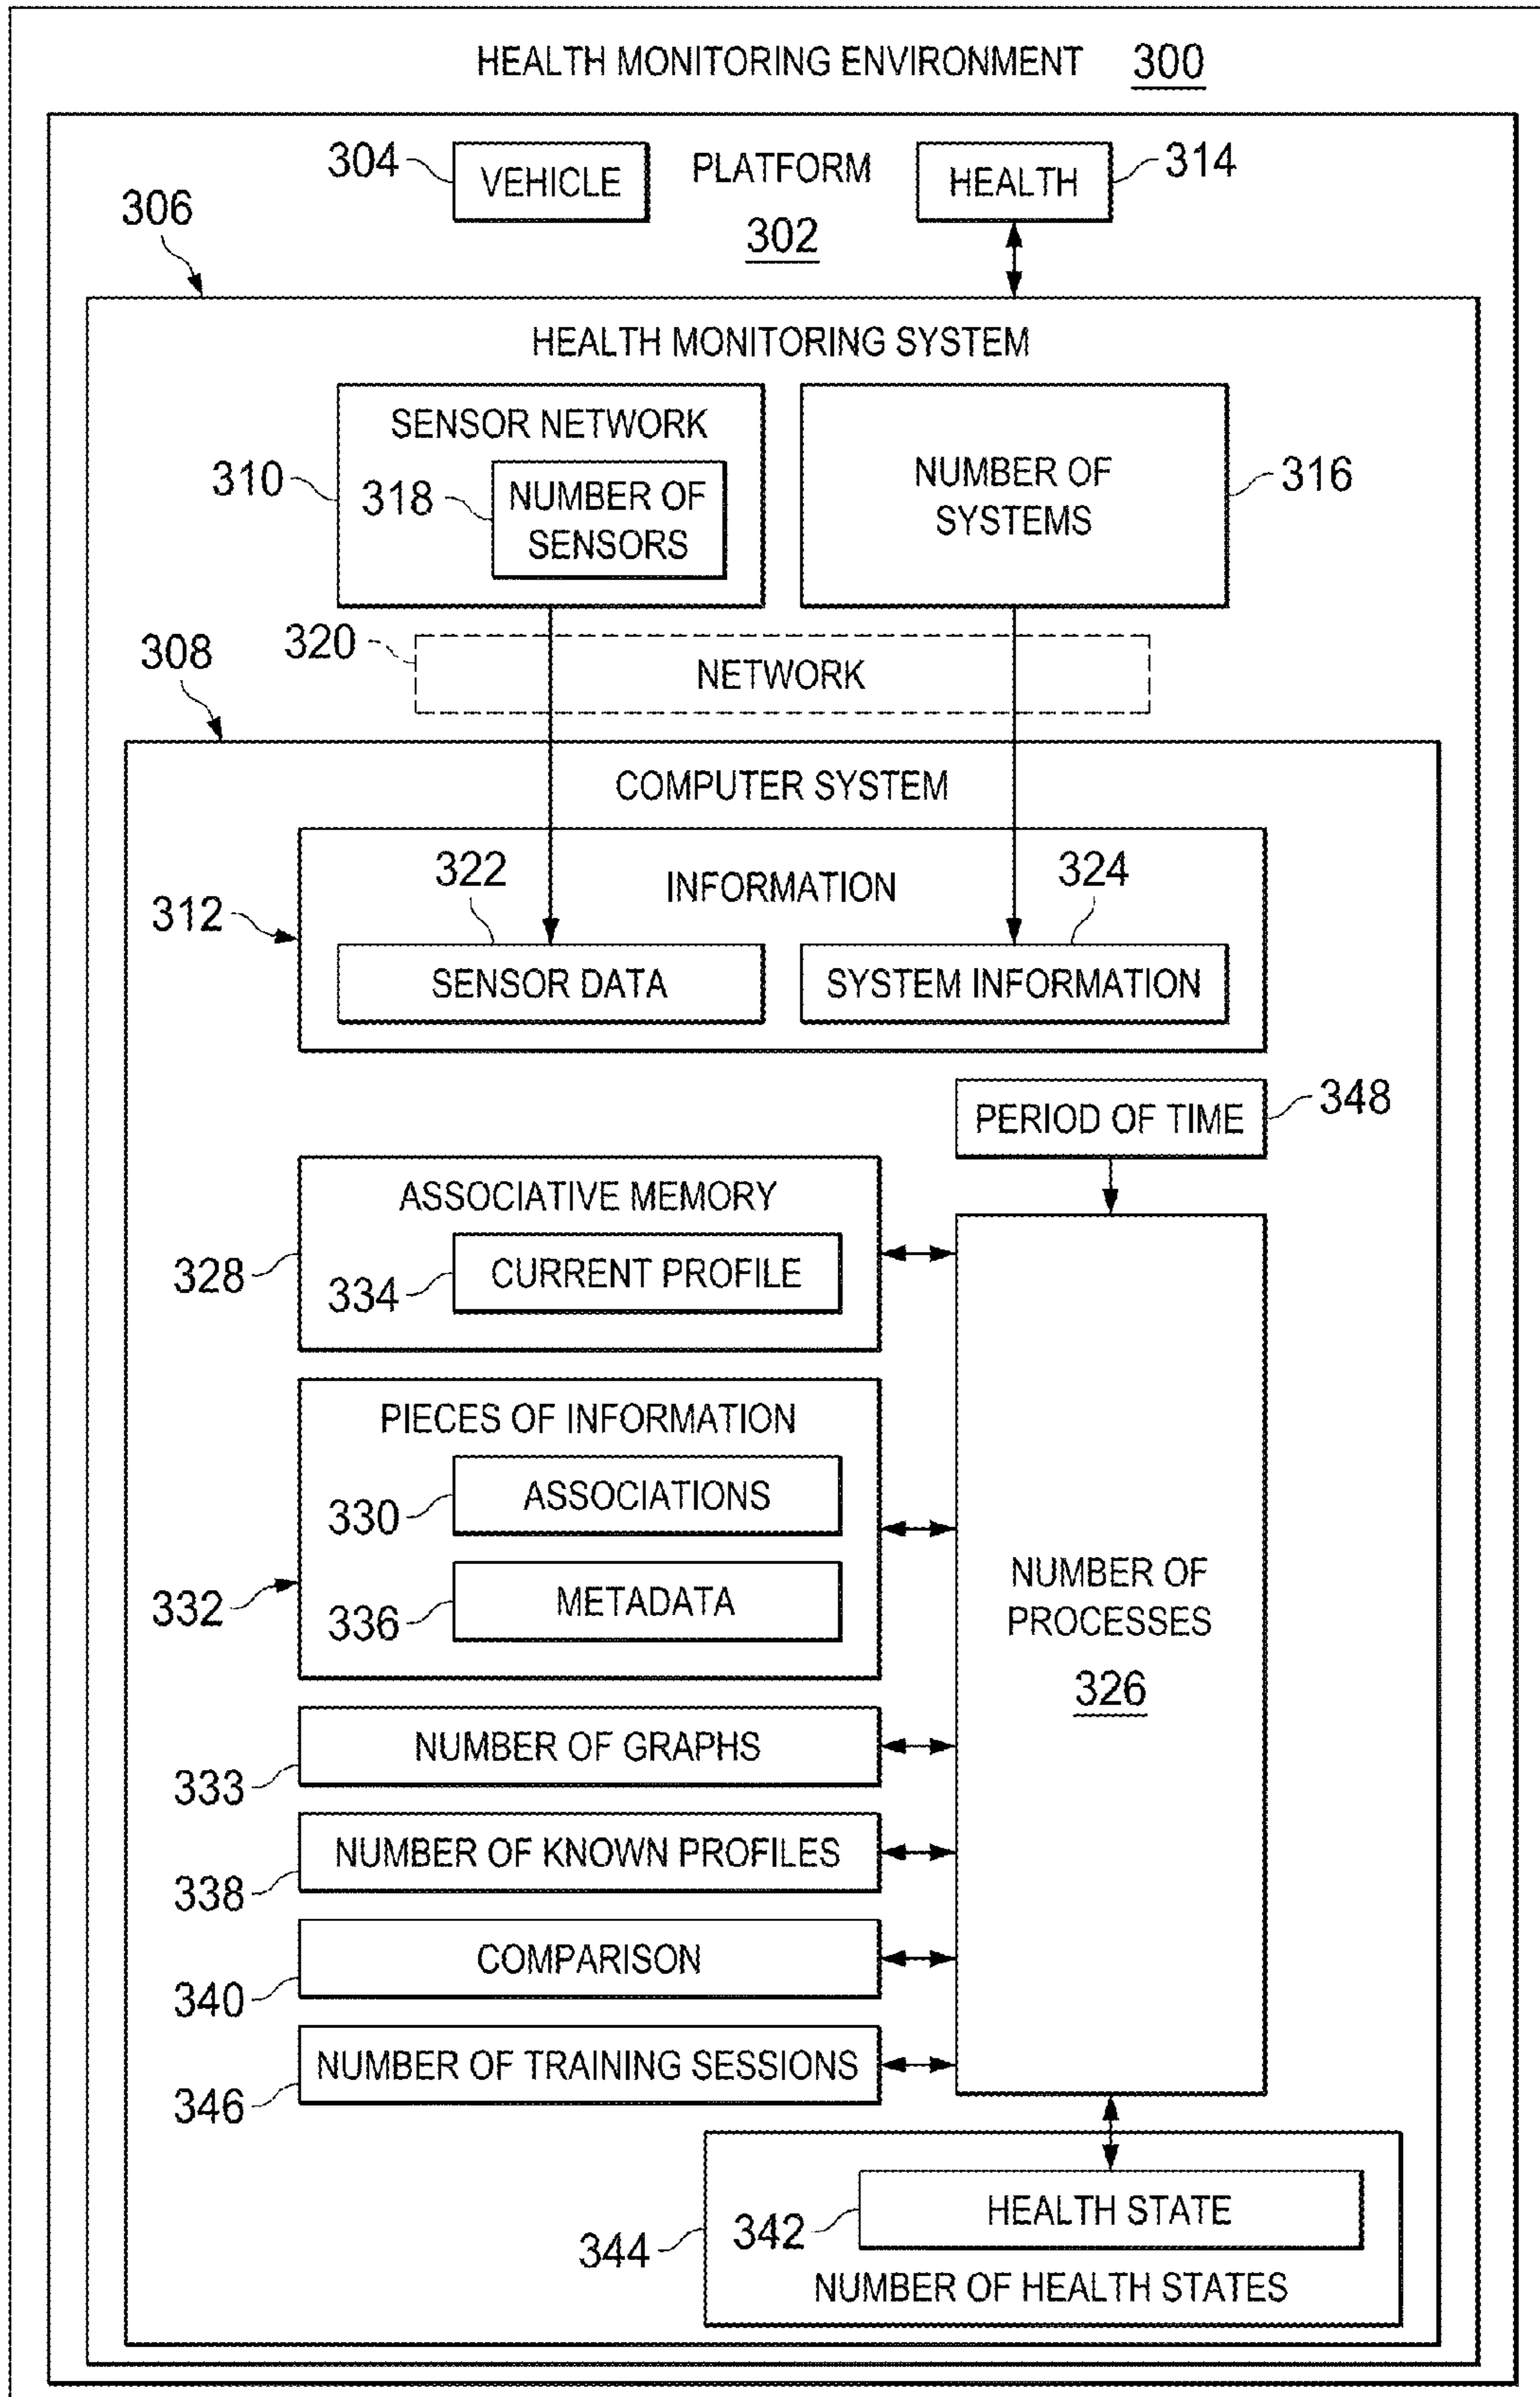 HEALTH MONITORING ENVIRONMENT 300
304 VEHICLE PLATFORM HEALTH 314
302
306
HEALTH MONITORING SYSTEM
SENSOR NETWORK
310
318
NUMBER OF
SENSORS
NUMBER OF
SYSTEMS
316
320
NETWORK
308
COMPUTER SYSTEM
312
INFORMATION
322
324
SENSOR DATA
SYSTEM INFORMATION
PERIOD OF TIME
348
ASSOCIATIVE MEMORY
328
334
CURRENT PROFILE
PIECES OF INFORMATION
330
ASSOCIATIONS
332
336
METADATA
NUMBER OF
PROCESSES
326
NUMBER OF GRAPHS
333
NUMBER OF KNOWN PROFILES
338
COMPARISON
340
NUMBER OF TRAINING SESSIONS
346
344
342
HEALTH STATE
NUMBER OF HEALTH STATES